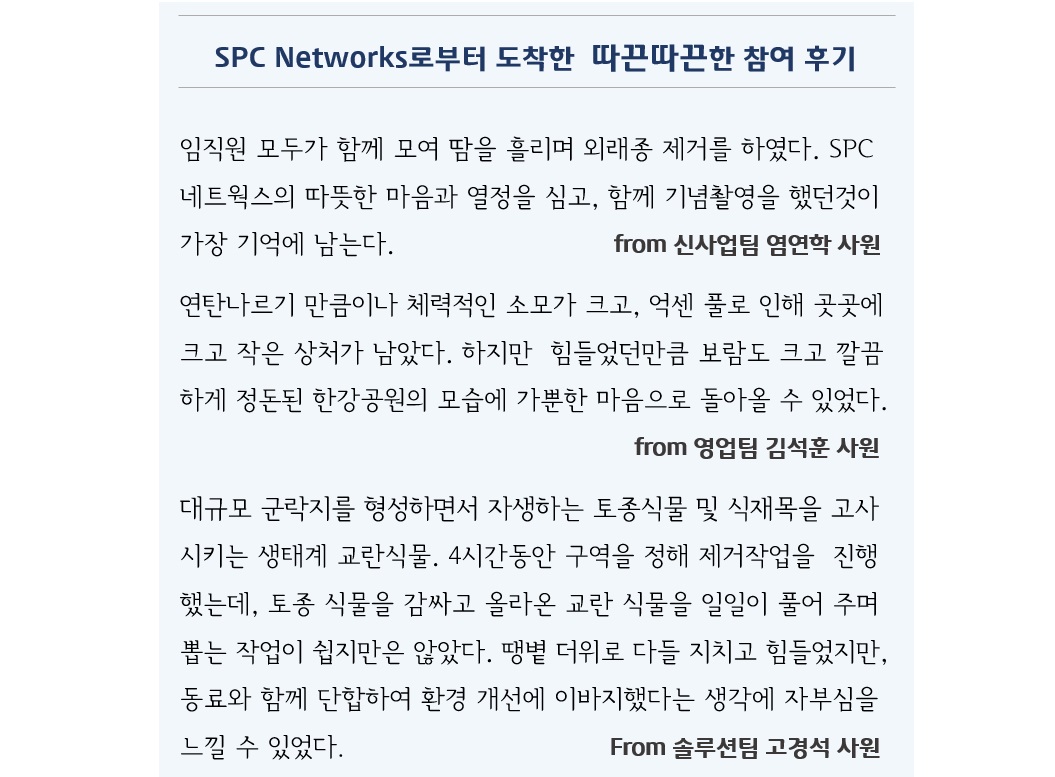 SPC Networks로부터 도착한 따끈따끈한 참여 후기
임직원 모두가 함께 모여 땀을 흘리며 외래종 제거를 하였다. SPC
네트웍스의 따뜻한 마음과 열정을 심고, 함께 기념촬영을 했던것이
가장 기억에 남는다. from 신사업팀 염연학 사원
연탄나르기 만큼이나 체력적인 소모가 크고, 억센 풀로 인해 곳곳에
크고 작은 상처가 남았다. 하지만 힘들었던만큼 보람도 크고 깔끔
하게 정돈된 한강공원의 모습에 가뿐한 마음으로 돌아올 수 있었다.
from 영업팀 김석훈 사원
대규모 군락지를 형성하면서 자생하는 토종식물 및 식재목을 고사
시키는 생태계 교란식물. 4시간동안 구역을 정해 제거작업을 진행
했는데, 토종 식물을 감싸고 올라온 교란 식물을 일일이 풀어 주며
뽑는 작업이 쉽지만은 않았다. 땡볕 더위로 다들 지치고 힘들었지만,
동료와 함께 단합하여 환경 개선에 이바지했다는 생각에 자부심을
느낄 수 있었다. From 솔루션팀 고경석 사원